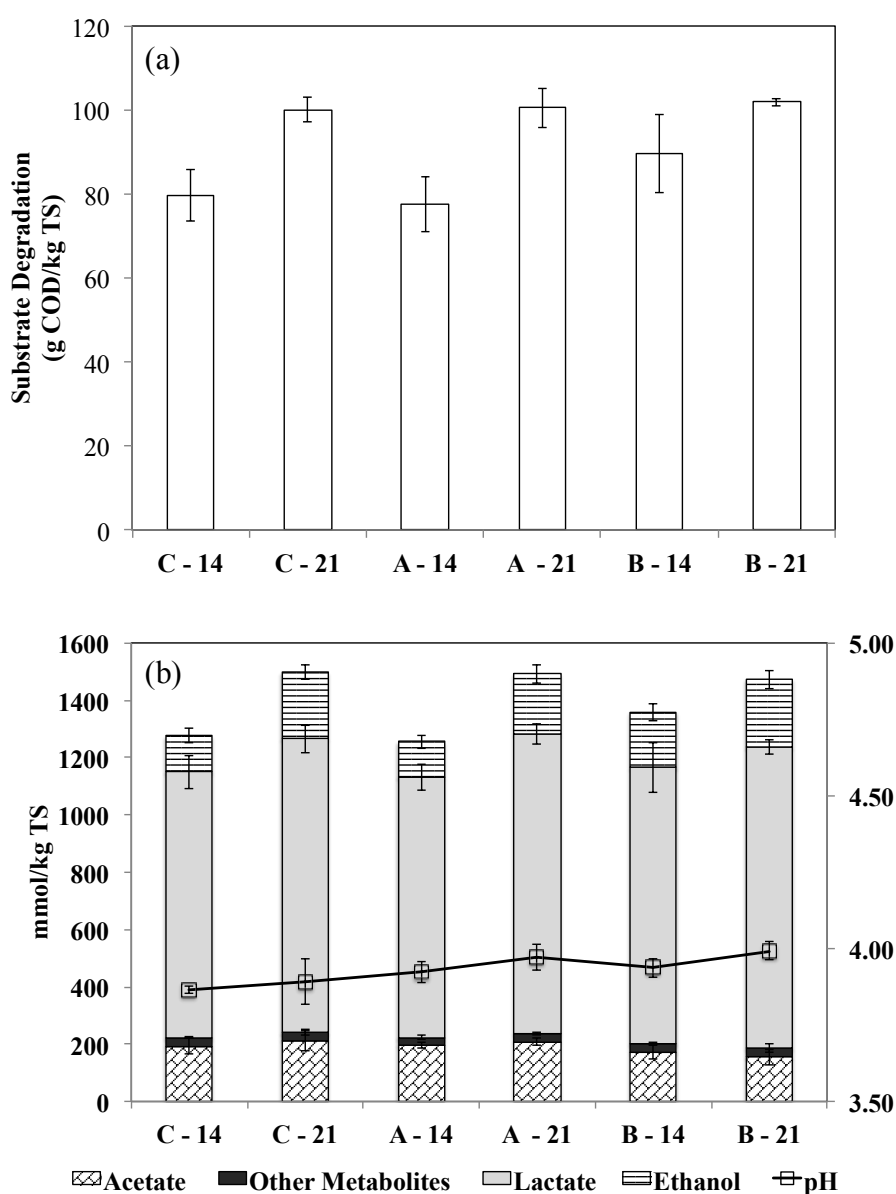 (a)
Substrate Degradation
(g COD/kg TS)
120
100
80
60
40
20
0
C - 14 C - 21 A - 14 A - 21 B - 14 B - 21
(b)
mmol/kg TS
1600
1400
1200
1000
800
600
400
200
0
5.00
4.50
4.00
3.50
C - 14 C - 21 A - 14 A - 21 B - 14 B - 21
Acetate Other Metabolites Lactate Ethanol pH